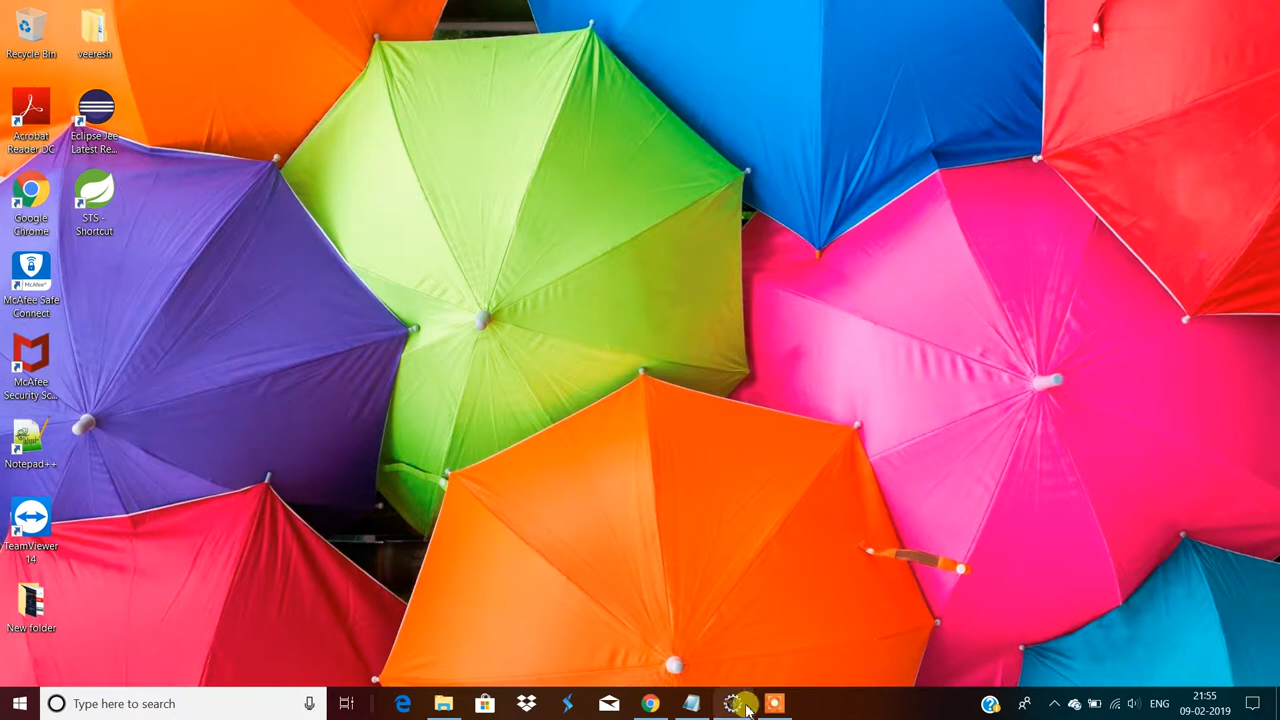 Recycle Bin
veeresh
Acrobat
Reader DC
Eclipse Jee
Latest Re...
Google
Chrome
STS -
Shortcut
McAfee
McAfee Safe
Connect
McAfee
Security Sc...
Notepad++
TeamViewer
14
New folder
Type here to search
ENG
21:55
09-02-2019